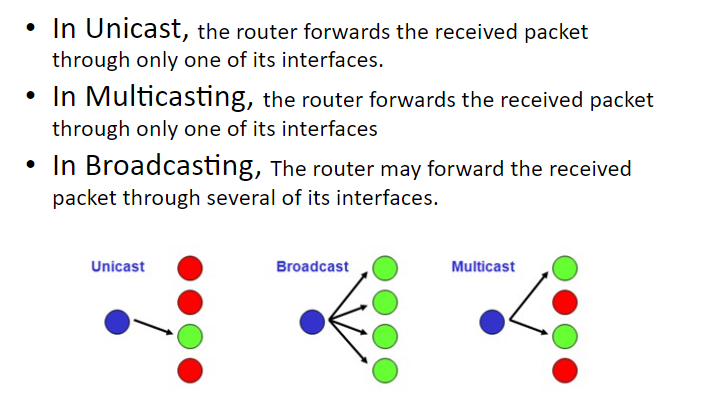 • In Unicast, the router forwards the received packet
through only one of its interfaces.
• In Multicasting, the router forwards the received packet
through only one of its interfaces
• In Broadcasting, The router may forward the received
packet through several of its interfaces.
Unicast
Broadcast
Multicast